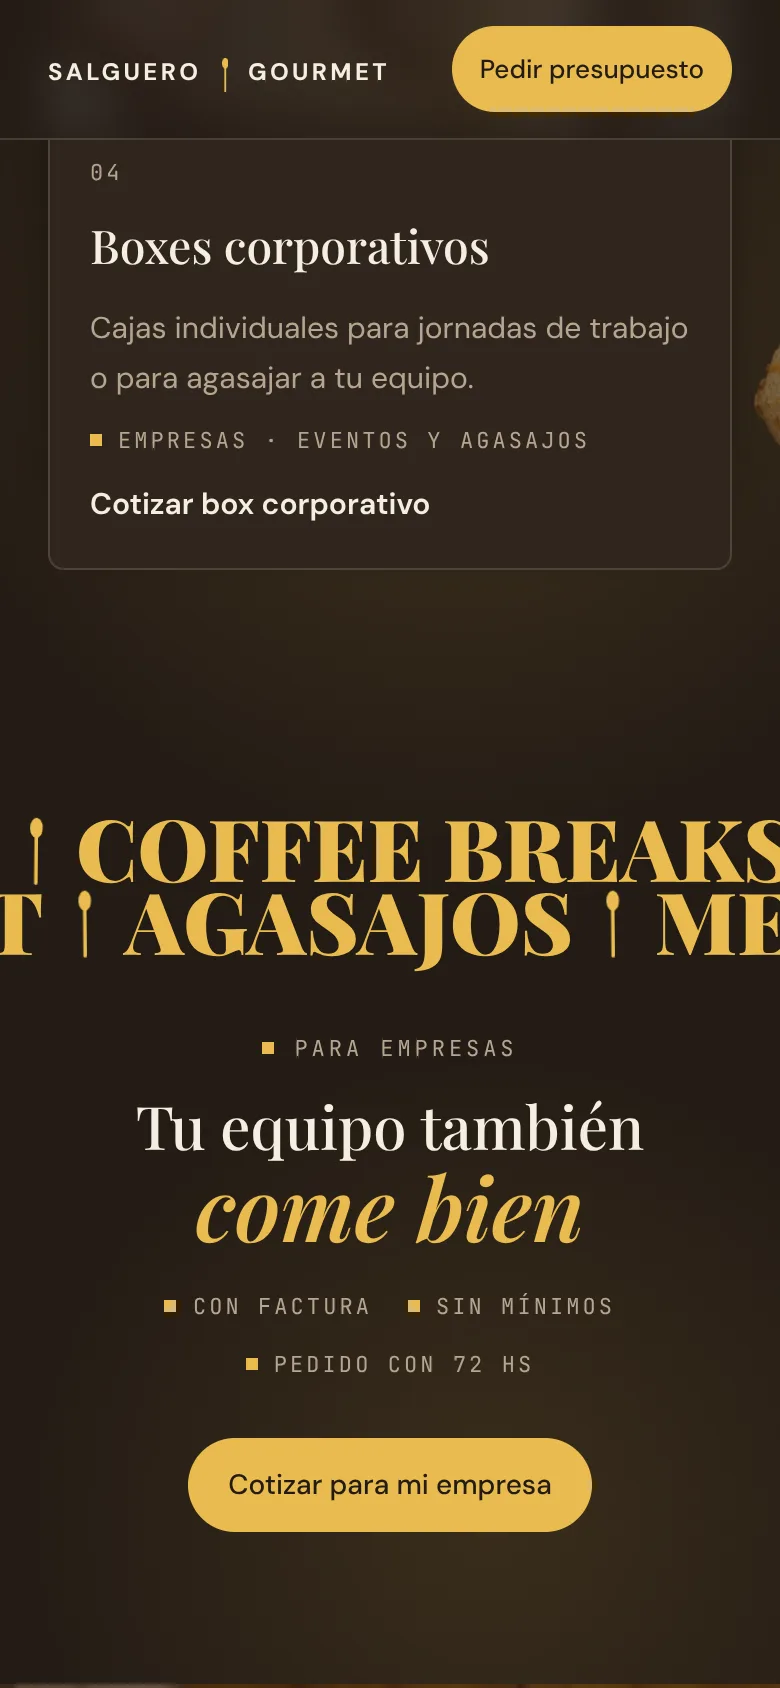 SALGUERO GOURMET
Pedir presupuesto
04
Boxes corporativos
Cajas individuales para jornadas de trabajo
o para agasajar a tu equipo.
EMPRESAS · EVENTOS Y AGASAJOS
Cotizar box corporativo
COFFEE BREAKS
T AGASAJOS ME
PARA EMPRESAS
Tu equipo también
come bien
CON FACTURA SIN MÍNIMOS
PEDIDO CON 72 HS
Cotizar para mi empresa